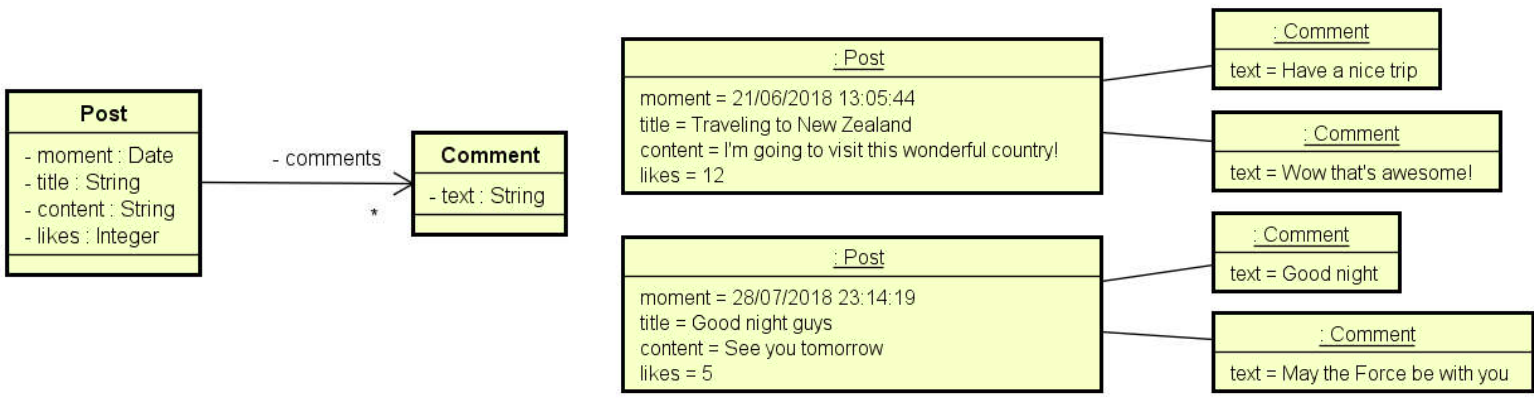 Post
- moment : Date
- title : String
- content : String
- likes : Integer
- comments
*
Comment
- text : String
: Post
moment = 21/06/2018 13:05:44
title = Traveling to New Zealand
content = I'm going to visit this wonderful country!
likes = 12
: Comment
text = Have a nice trip
: Comment
text = Wow that's awesome!
: Post
moment = 28/07/2018 23:14:19
title = Good night guys
content = See you tomorrow
likes = 5
: Comment
text = Good night
: Comment
text = May the Force be with you